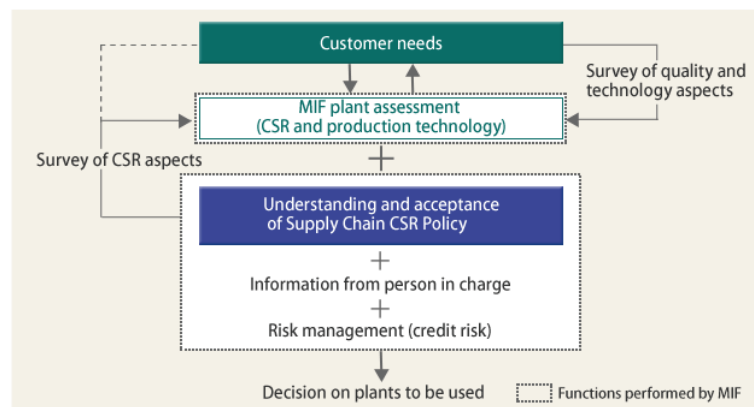 Customer needs
Survey of quality and
technology aspects
MIF plant assessment
(CSR and production technology)
Survey of CSR aspects
+
Understanding and acceptance
of Supply Chain CSR Policy
+
Information from person in charge
+
Risk management (credit risk)
Decision on plants to be used
Functions performed by MIF